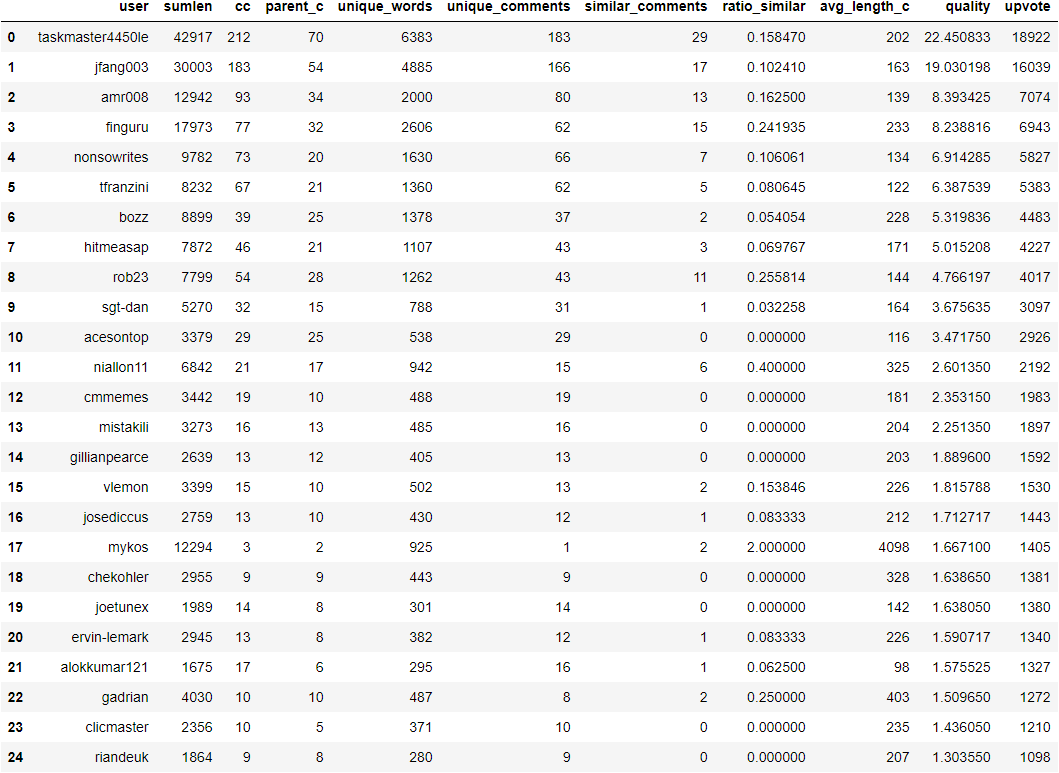 user sumlen cc parent_c unique_words unique_comments similar_comments ratio_similar avg_length_c quality upvote
0 taskmaster4450le 42917 212 70 6383 183 29 0.158470 202 22.450833 18922
1 jfang003 30003 183 54 4885 166 17 0.102410 163 19.030198 16039
2 amr008 12942 93 34 2000 80 13 0.162500 139 8.393425 7074
3 finguru 17973 77 32 2606 62 15 0.241935 233 8.238816 6943
4 nonsowrites 9782 73 20 1630 66 7 0.106061 134 6.914285 5827
5 tfranzini 8232 67 21 1360 62 5 0.080645 122 6.387539 5383
6 bozz 8899 39 25 1378 37 2 0.054054 228 5.319836 4483
7 hitmeasap 7872 46 21 1107 43 3 0.069767 171 5.015208 4227
8 rob23 7799 54 28 1262 43 11 0.255814 144 4.766197 4017
9 sgt-dan 5270 32 15 788 31 1 0.032258 164 3.675635 3097
10 acesontop 3379 29 25 538 29 0 0.000000 116 3.471750 2926
11 niallon11 6842 21 17 942 15 6 0.400000 325 2.601350 2192
12 cmmemes 3442 19 10 488 19 0 0.000000 181 2.353150 1983
13 mistakili 3273 16 13 485 16 0 0.000000 204 2.251350 1897
14 gillianpearce 2639 13 12 405 13 0 0.000000 203 1.889600 1592
15 vlemon 3399 15 10 502 13 2 0.153846 226 1.815788 1530
16 josediccus 2759 13 10 430 12 1 0.083333 212 1.712717 1443
17 mykos 12294 3 2 925 1 2 2.000000 4098 1.667100 1405
18 chekohler 2955 9 9 443 9 0 0.000000 328 1.638650 1381
19 joetunex 1989 14 8 301 14 0 0.000000 142 1.638050 1380
20 ervin-lemark 2945 13 8 382 12 1 0.083333 226 1.590717 1340
21 alokkumar121 1675 17 6 295 16 1 0.062500 98 1.575525 1327
22 gadrian 4030 10 10 487 8 2 0.250000 403 1.509650 1272
23 clicmaster 2356 10 5 371 10 0 0.000000 235 1.436050 1210
24 riandeuk 1864 9 8 280 9 0 0.000000 207 1.303550 1098